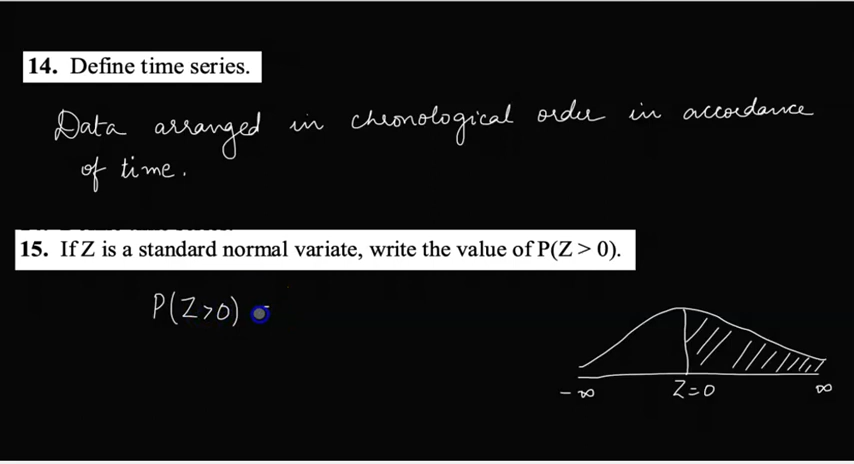 14. Define time series.
Data arranged in chronological order in accordance
of time.
15. If Z is a standard normal variate, write the value of P(Z > 0).
P(Z>0) =
-∞ Z=0 ∞